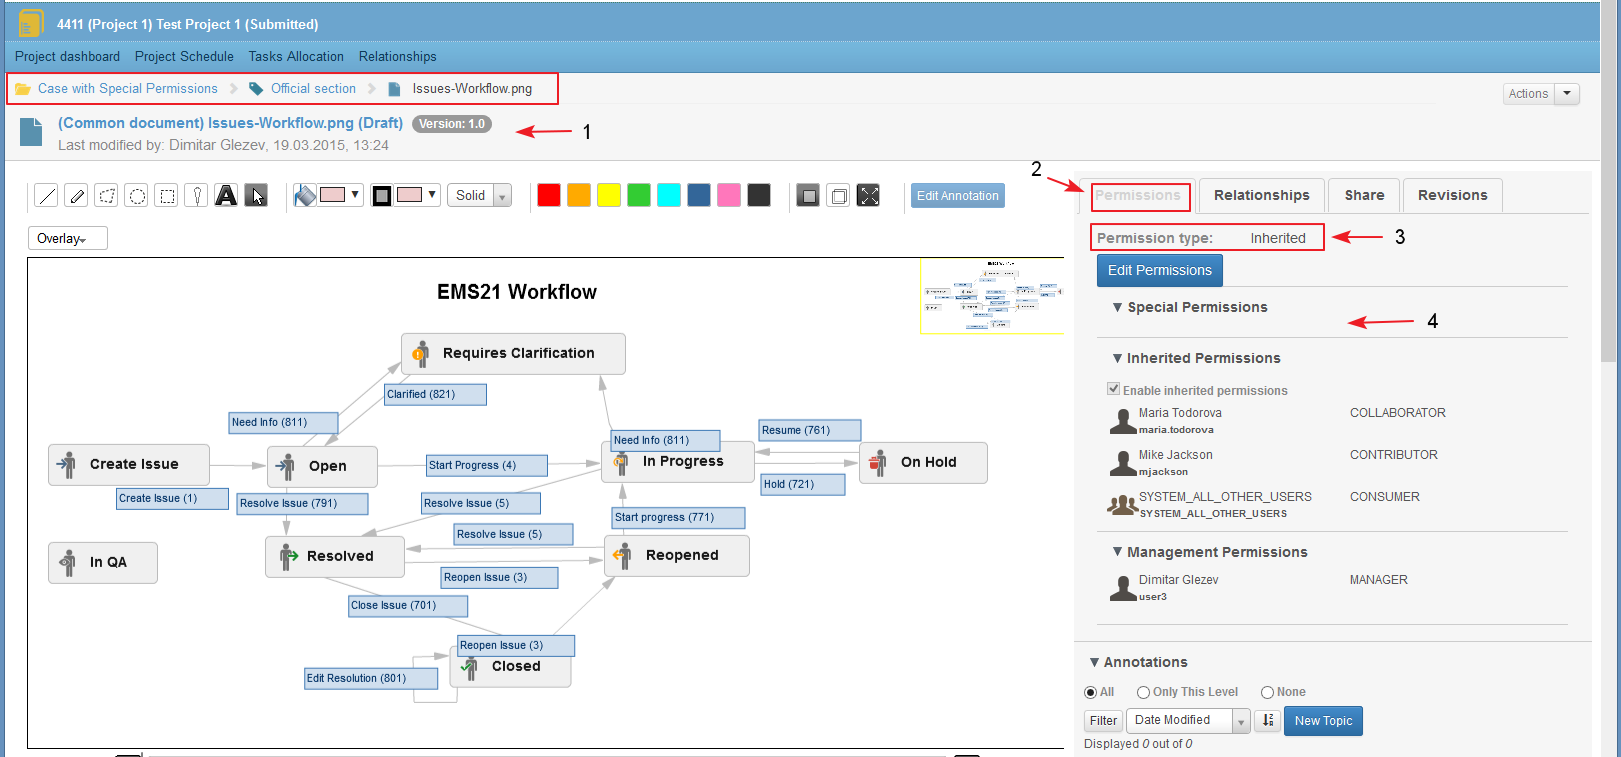 4411 (Project 1) Test Project 1 (Submitted)
Project dashboard Project Schedule Tasks Allocation Relationships
Case with Special Permissions Official section Issues-Workflow.png
Actions
(Common document) Issues-Workflow.png (Draft) Version: 1.0
1
Last modified by: Dimitar Glezev, 19.03.2015, 13:24
A Solid Edit Annotation
Overlay
EMS21 Workflow
Requires Clarification
Clarified (821)
Need Info (811)
Create Issue
Create Issue (1)
Open
Start Progress (4)
Need Info (811)
In Progress
Resume (761)
Hold (721)
On Hold
Resolve Issue (791)
Resolve Issue (5)
Start progress (771)
Resolve Issue (5)
In QA
Resolved
Reopened
Reopen Issue (3)
Close Issue (701)
Reopen Issue (3)
Closed
Edit Resolution (801)
2
Permissions Relationships Share Revisions
Permission type: Inherited
3
Edit Permissions
Special Permissions
4
Inherited Permissions
Enable inherited permissions
Maria Todorova COLLABORATOR
maria.todorova
Mike Jackson CONTRIBUTOR
mjackson
SYSTEM_ALL_OTHER_USERS CONSUMER
SYSTEM_ALL_OTHER_USERS
Management Permissions
Dimitar Glezev MANAGER
user3
Annotations
All Only This Level None
Filter Date Modified New Topic
Displayed 0 out of 0